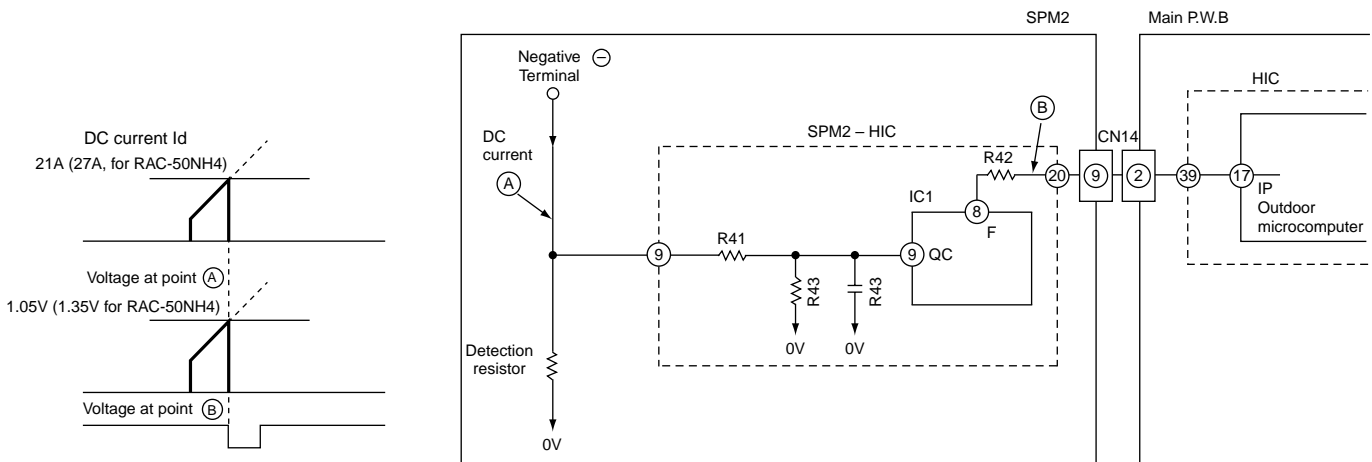 DC current Id
21A (27A, for RAC-50NH4)
Voltage at point A
1.05V (1.35V for RAC-50NH4)
Voltage at point B
SPM2
Main P.W.B
Negative −
Terminal
DC
current
A
Detection
resistor
0V
SPM2 – HIC
B
R42
20
CN14
9
2
HIC
39
17
IP
Outdoor
microcomputer
IC1
8
F
9
R41
9
QC
R43
R43
0V
0V